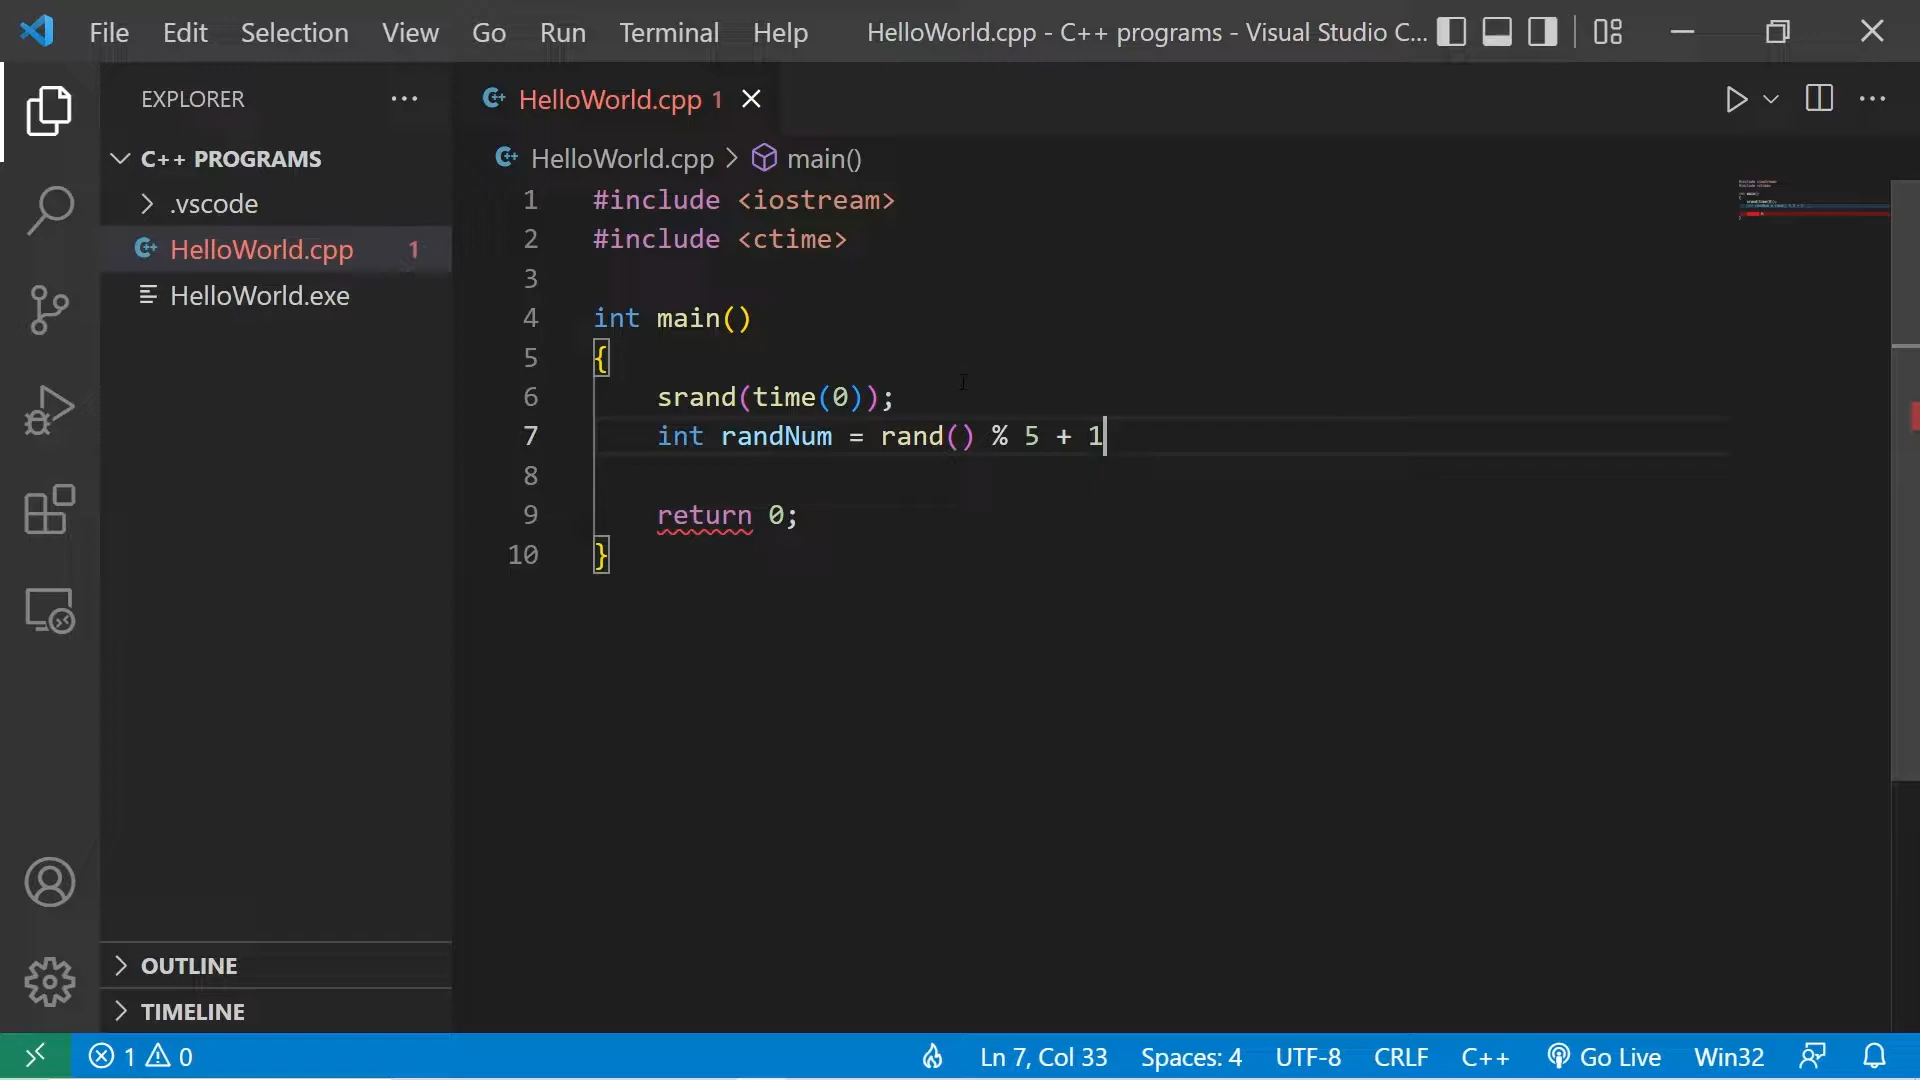 File Edit Selection View Go Run Terminal Help HelloWorld.cpp - C++ programs - Visual Studio C...
EXPLORER
C++ PROGRAMS
.vscode
HelloWorld.cpp 1
HelloWorld.exe
OUTLINE
TIMELINE
HelloWorld.cpp 1
HelloWorld.cpp > main()
1 #include <iostream>
2 #include <ctime>
3
4 int main()
5 {
6 srand(time(0));
7 int randNum = rand() % 5 + 1
8
9 return 0;
10 }
1 0 Ln 7, Col 33 Spaces: 4 UTF-8 CRLF C++ Go Live Win32